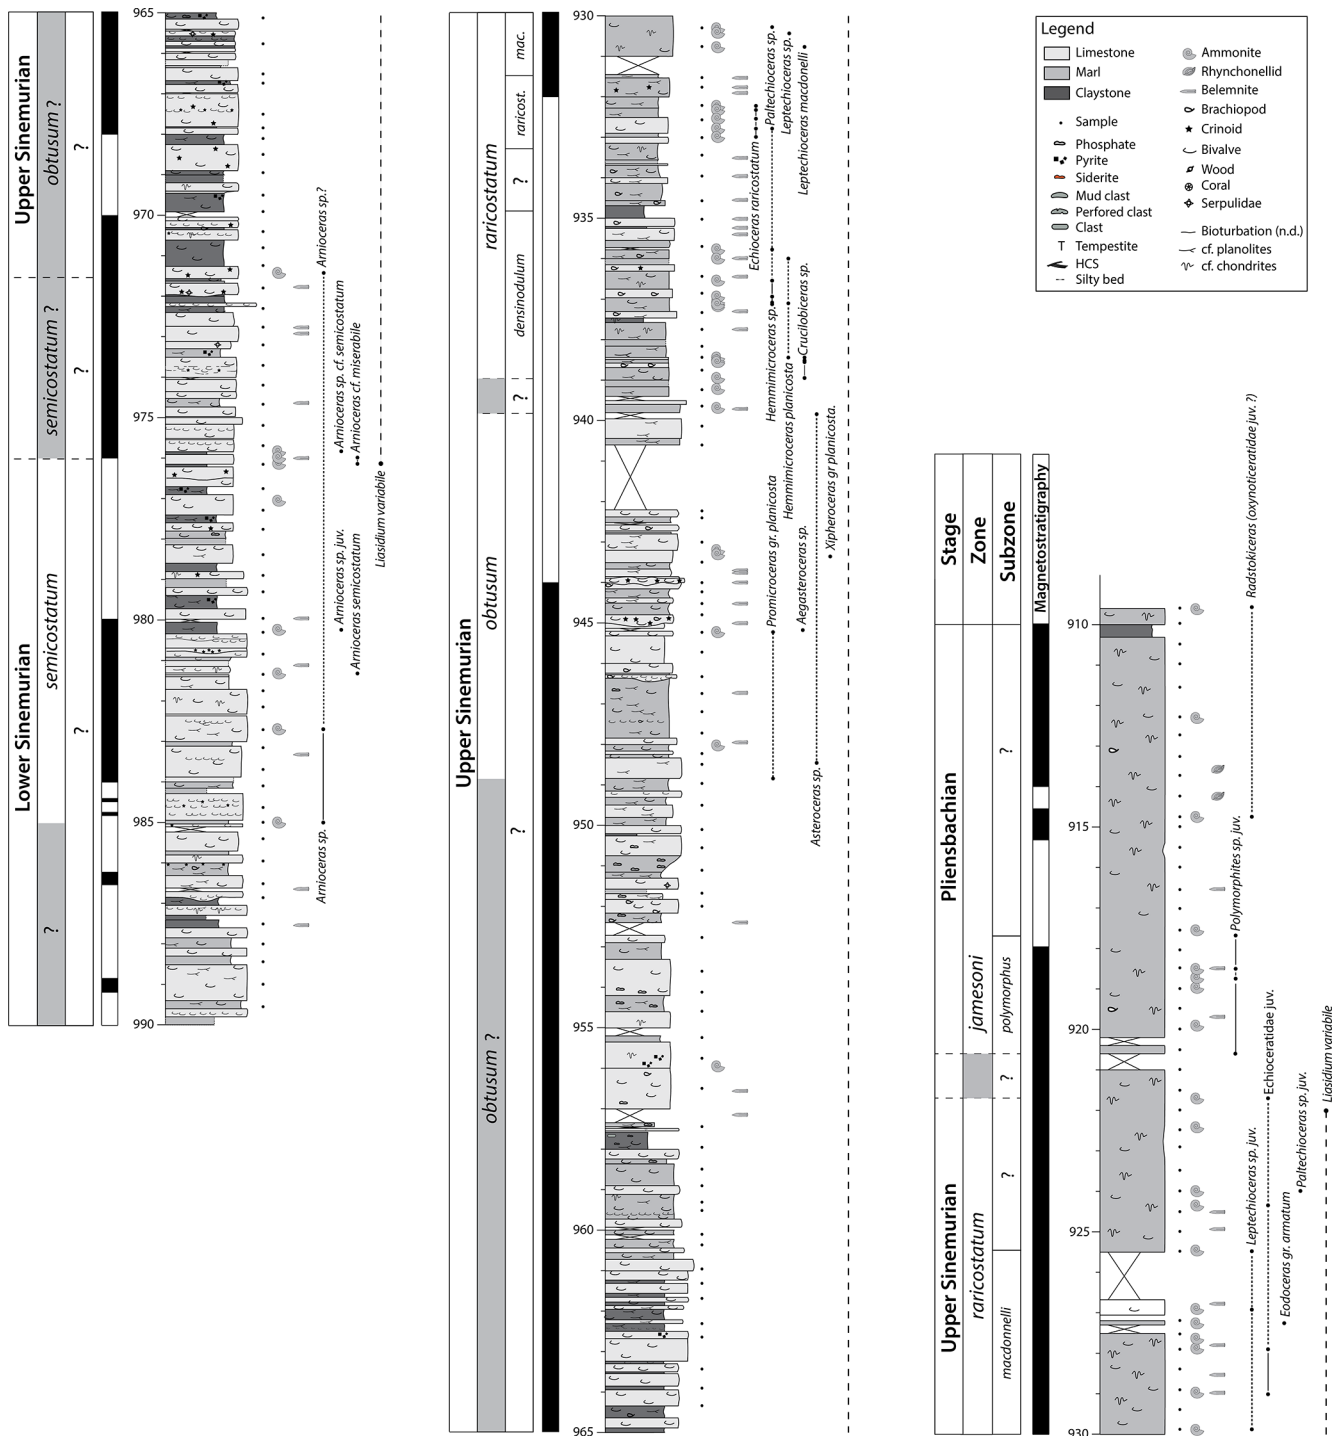 Upper Sinemurian
Lower Sinemurian
obtusum ?
semicostatum ?
semicostatum
?
?
?
?
?
965
970
975
980
985
990
Arnioceras sp.?
Arnioceras sp. cf. semicostatum
Arnioceras cf. miserabile
Arnioceras sp. juv.
Arnioceras semicostatum
Liasidium variabile
Arnioceras sp.
Upper Sinemurian
raricostatum
obtusum
obtusum ?
mac.
raricost.
?
densinodulum
?
?
930
935
940
945
950
955
960
965
Paltechioceras sp.
Leptechioceras sp.
Leptechioceras macdonelli
Echioceras raricostatum
Crucilobiceras sp.
Hemmimicroceras sp.
Hemmimicroceras planicosta
Xipheroceras gr planicosta.
Promicroceras gr. planicosta
Aegasteroceras sp.
Asteroceras sp.
Legend
Limestone
Marl
Claystone
Sample
Phosphate
Pyrite
Siderite
Mud clast
Perfored clast
Clast
T Tempestite
HCS
Silty bed
Ammonite
Rhynchonellid
Belemnite
Brachiopod
Crinoid
Bivalve
Wood
Coral
Serpulidae
Bioturbation (n.d.)
cf. planolites
cf. chondrites
Stage
Zone
Subzone
Magnetostratigraphy
Pliensbachian
Upper Sinemurian
jamesoni
raricostatum
?
polymorphus
?
?
macdonnelli
910
915
920
925
930
Radstokiceras (oxynoticeratidae juv. ?)
Polymorphites sp. juv.
Echioceratidae juv.
Leptechioceras sp. juv.
Eodoceras gr. armatum
Paltechioceras sp. juv.
Liasidium variabile